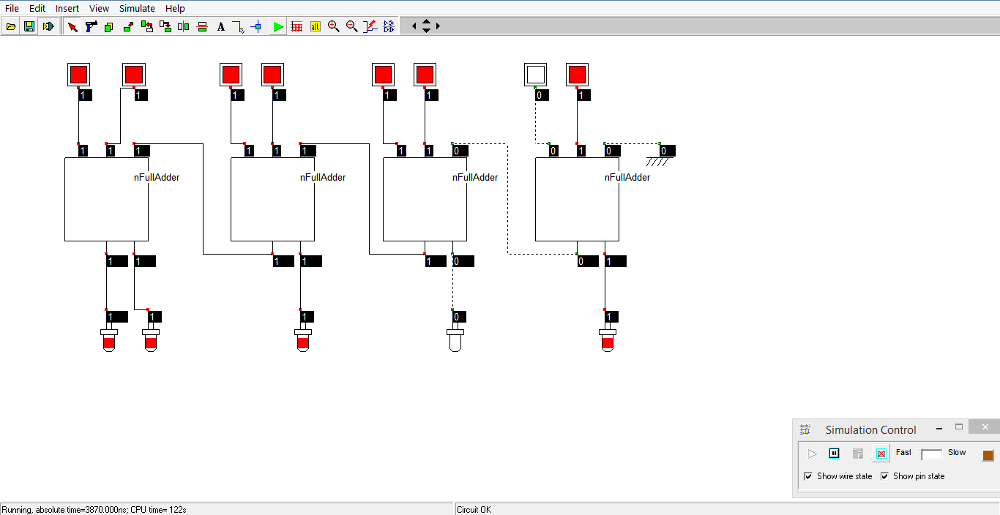 File Edit Insert View Simulate Help
A all
1 1 1 1 1 1 0 1
1 1 1 1 1 1 1 1 0 0 1 0 0
nFullAdder nFullAdder nFullAdder nFullAdder
1 1 1 1 1 0 0 1
1 1 1 0 1
dsch2 Simulation Control
Fast Slow
Show wire state Show pin state
Running, absolute time=3870.000ns; CPU time= 122s Circuit OK